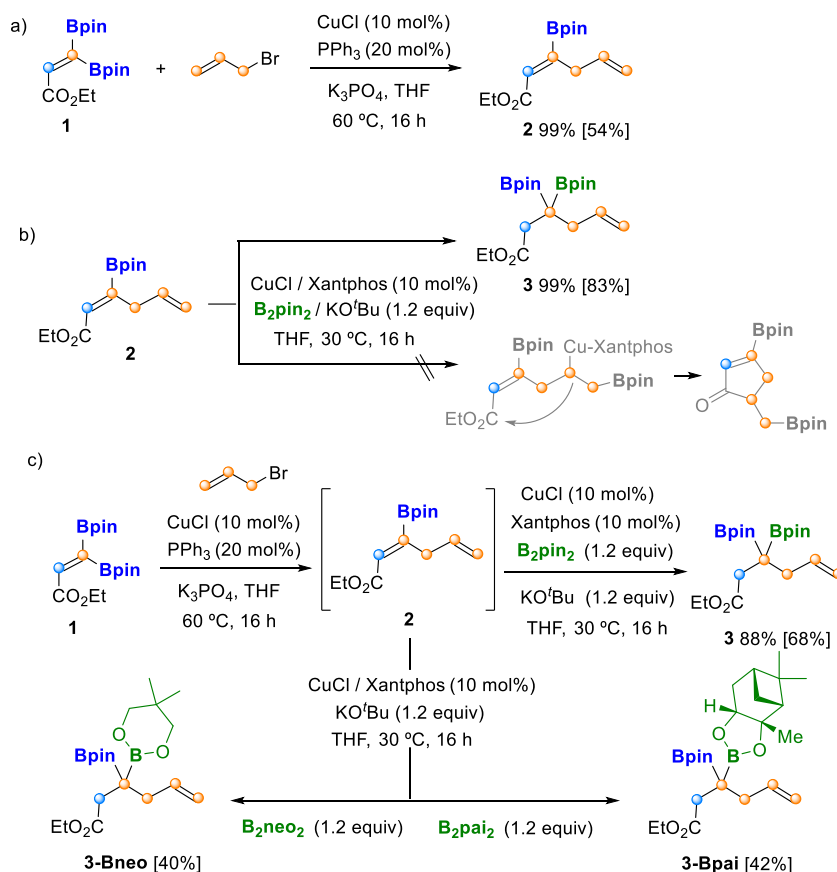 a)
Bpin
Bpin
CO2Et
1
+
Br
CuCl (10 mol%)
PPh3 (20 mol%)
K3PO4, THF
60 ºC, 16 h
Bpin
EtO2C
2 99% [54%]
b)
Bpin
EtO2C
2
CuCl / Xantphos (10 mol%)
B2pin2 / KOtBu (1.2 equiv)
THF, 30 ºC, 16 h
Bpin Bpin
EtO2C
3 99% [83%]
Bpin
Cu-Xantphos
Bpin
EtO2C
Bpin
O
Bpin
c)
Bpin
Bpin
CO2Et
1
Br
CuCl (10 mol%)
PPh3 (20 mol%)
K3PO4, THF
60 ºC, 16 h
Bpin
EtO2C
2
CuCl (10 mol%)
Xantphos (10 mol%)
B2pin2 (1.2 equiv)
KOtBu (1.2 equiv)
THF, 30 ºC, 16 h
Bpin Bpin
EtO2C
3 88% [68%]
CuCl / Xantphos (10 mol%)
KOtBu (1.2 equiv)
THF, 30 ºC, 16 h
O
O
B
Bpin
EtO2C
3-Bneo [40%]
B2neo2 (1.2 equiv)
B2pai2 (1.2 equiv)
H
Me
O
O
B
Bpin
EtO2C
3-Bpai [42%]